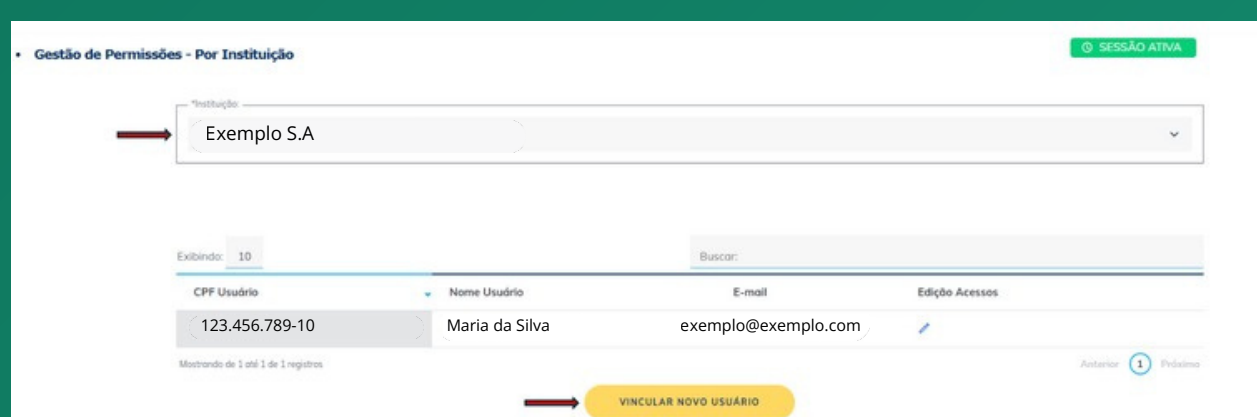 • Gestão de Permissões - Por Instituição
SESSÃO ATIVA
*Instituição:
Exemplo S.A
Exibindo: 10
Buscar:
CPF Usuário Nome Usuário E-mail Edição Acessos
123.456.789-10 Maria da Silva exemplo@exemplo.com
Mostrando de 1 até 1 de 1 registros
Anterior 1 Próximo
VINCULAR NOVO USUÁRIO